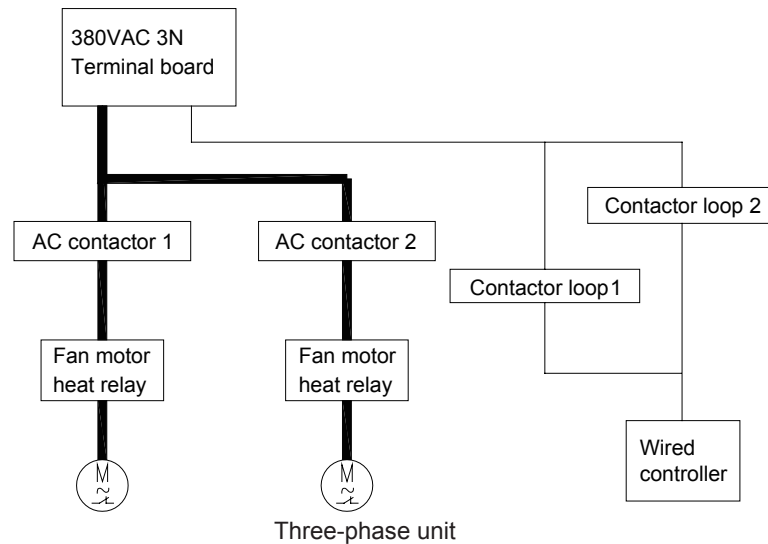 380VAC 3N
Terminal board
AC contactor 1
AC contactor 2
Contactor loop 2
Contactor loop1
Fan motor
heat relay
Fan motor
heat relay
Wired
controller
M
~
M
~
Three-phase unit